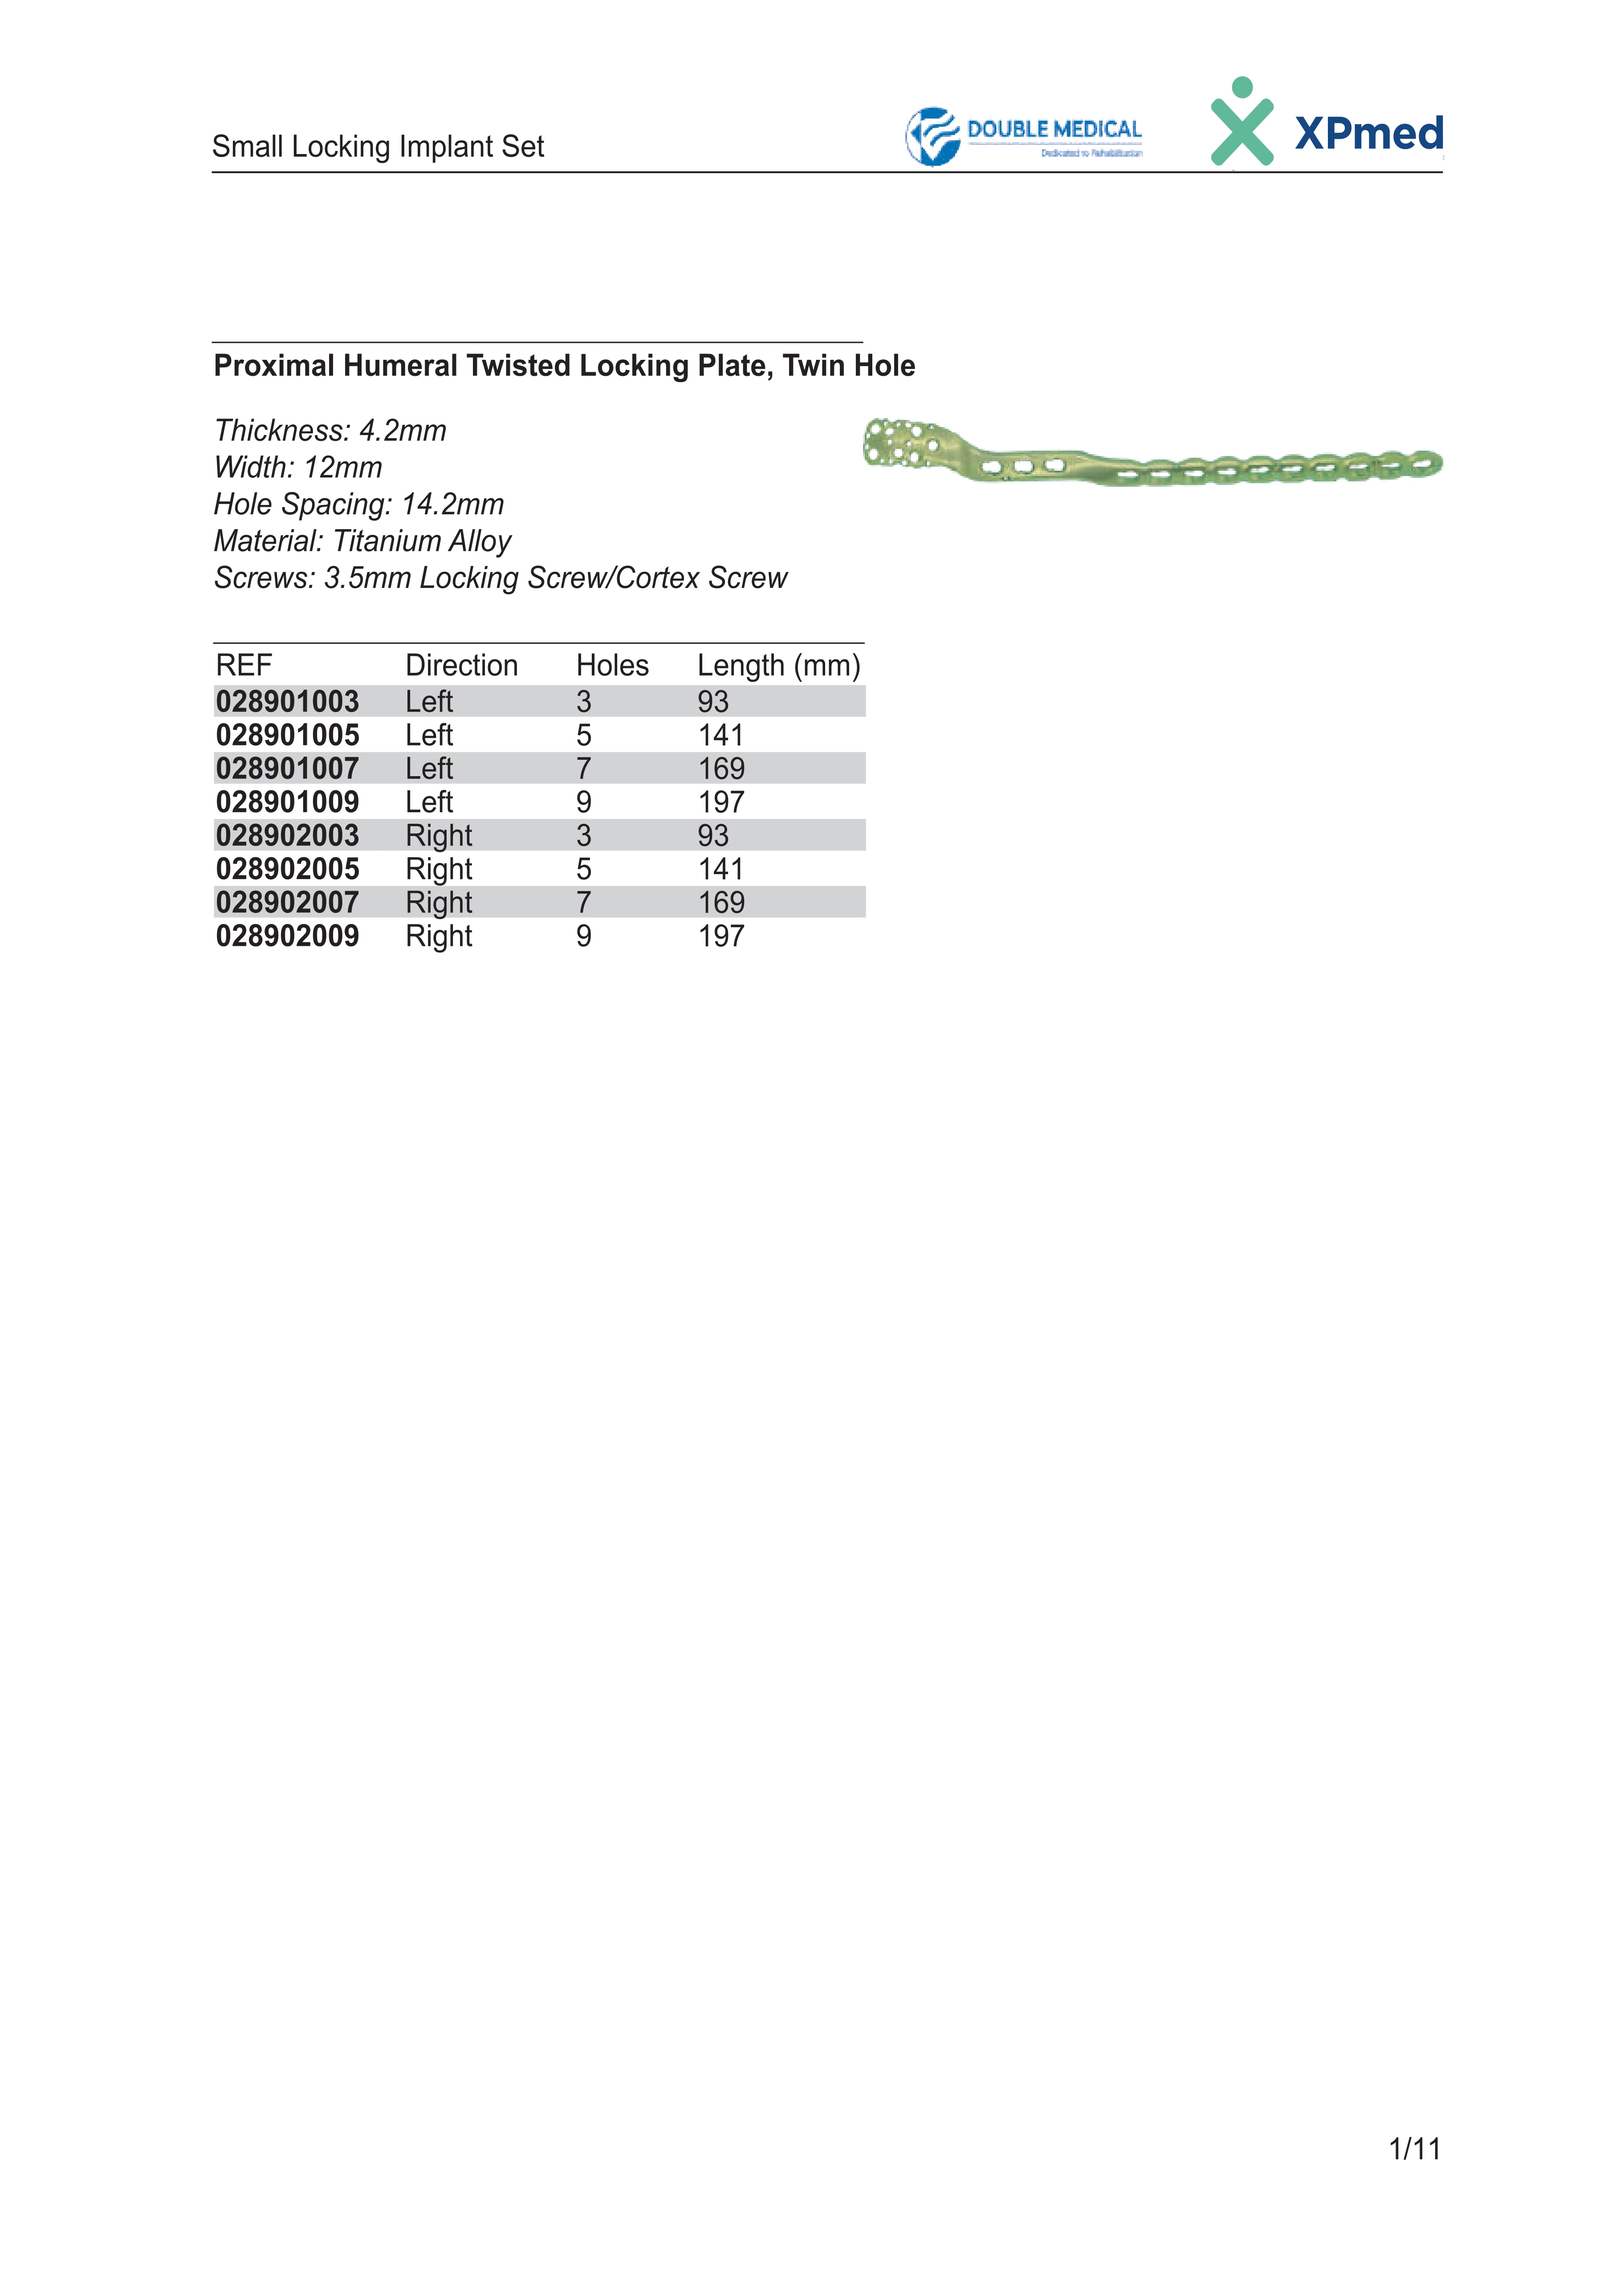 Small Locking Implant Set
DOUBLE MEDICAL
Dedicated to Rehabilitation
XPmed
Proximal Humeral Twisted Locking Plate, Twin Hole
Thickness: 4.2mm
Width: 12mm
Hole Spacing: 14.2mm
Material: Titanium Alloy
Screws: 3.5mm Locking Screw/Cortex Screw
REF Direction Holes Length (mm)
028901003 Left 3 93
028901005 Left 5 141
028901007 Left 7 169
028901009 Left 9 197
028902003 Right 3 93
028902005 Right 5 141
028902007 Right 7 169
028902009 Right 9 197
1/11